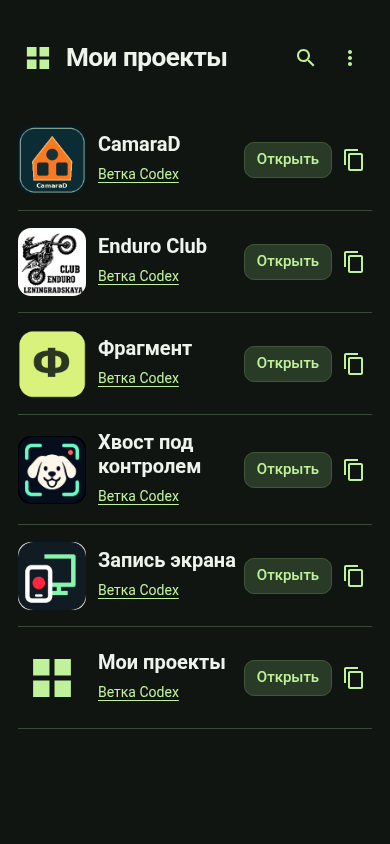 Мои проекты
CamaraD
CamaraD
Ветка Codex
Открыть
CLUB
ENDURO
LENINGRADSKAYA
Enduro Club
Ветка Codex
Открыть
Ф
Фрагмент
Ветка Codex
Открыть
Хвост под
контролем
Ветка Codex
Открыть
Запись экрана
Ветка Codex
Открыть
Мои проекты
Ветка Codex
Открыть